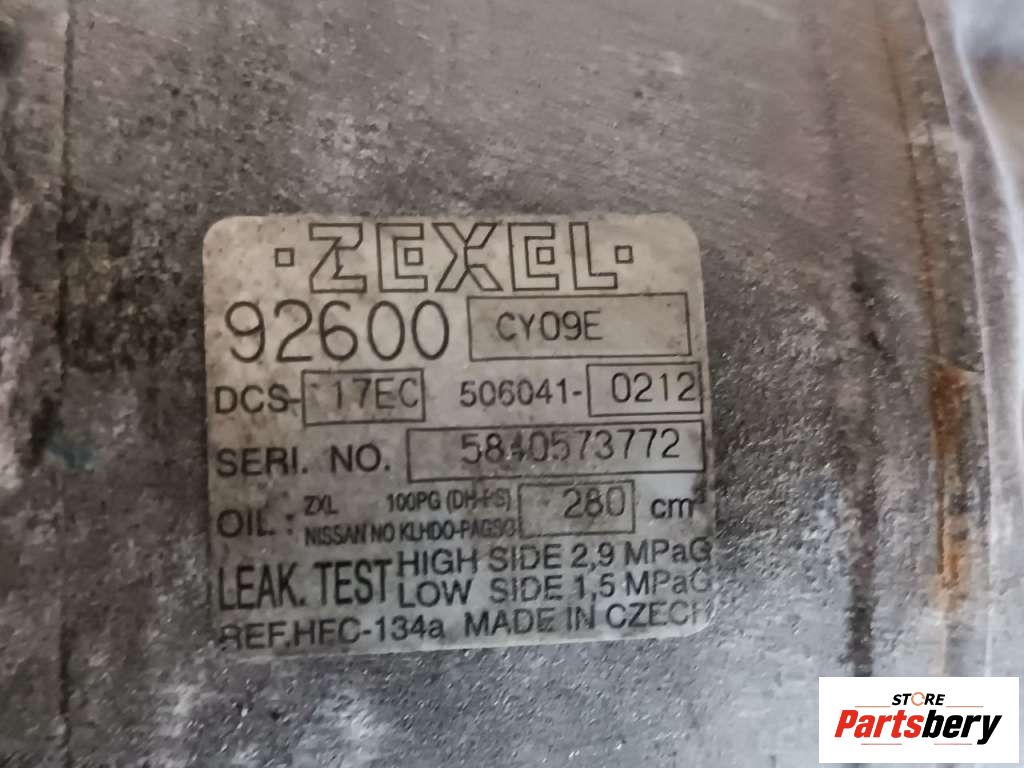 ·ZEXEL·
92600 CY09E
DCS-17EC 506041-0212
SERI. NO. 5840573772
OIL: ZXL 100PG (DH-PS) 280 cm³
NISSAN NO KLHDO-PAGSO
LEAK. TEST HIGH SIDE 2,9 MPaG
LOW SIDE 1,5 MPaG
REF.HFC-134a MADE IN CZECH
STORE
Partsbery